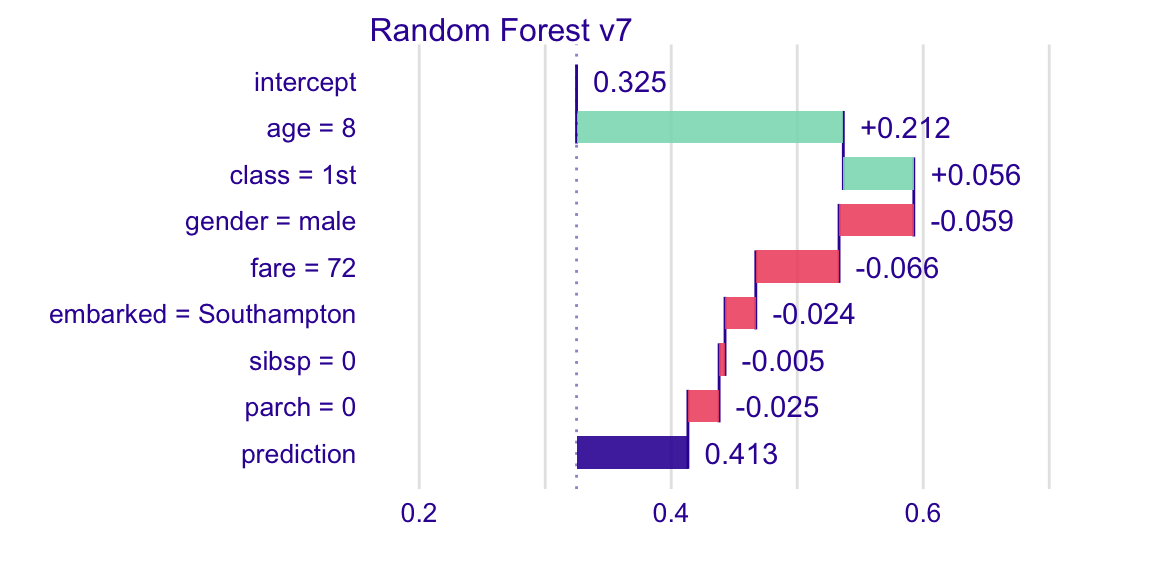 Random Forest v7
intercept 0.325
age = 8 +0.212
class = 1st +0.056
gender = male -0.059
fare = 72 -0.066
embarked = Southampton -0.024
sibsp = 0 -0.005
parch = 0 -0.025
prediction 0.413
0.2 0.4 0.6